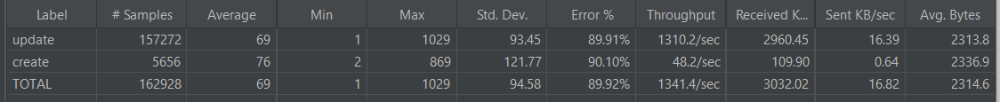 Label # Samples Average Min Max Std. Dev. Error % Throughput Received K... Sent KB/sec Avg. Bytes
update 157272 69 1 1029 93.45 89.91% 1310.2/sec 2960.45 16.39 2313.8
create 5656 76 2 869 121.77 90.10% 48.2/sec 109.90 0.64 2336.9
TOTAL 162928 69 1 1029 94.58 89.92% 1341.4/sec 3032.02 16.82 2314.6